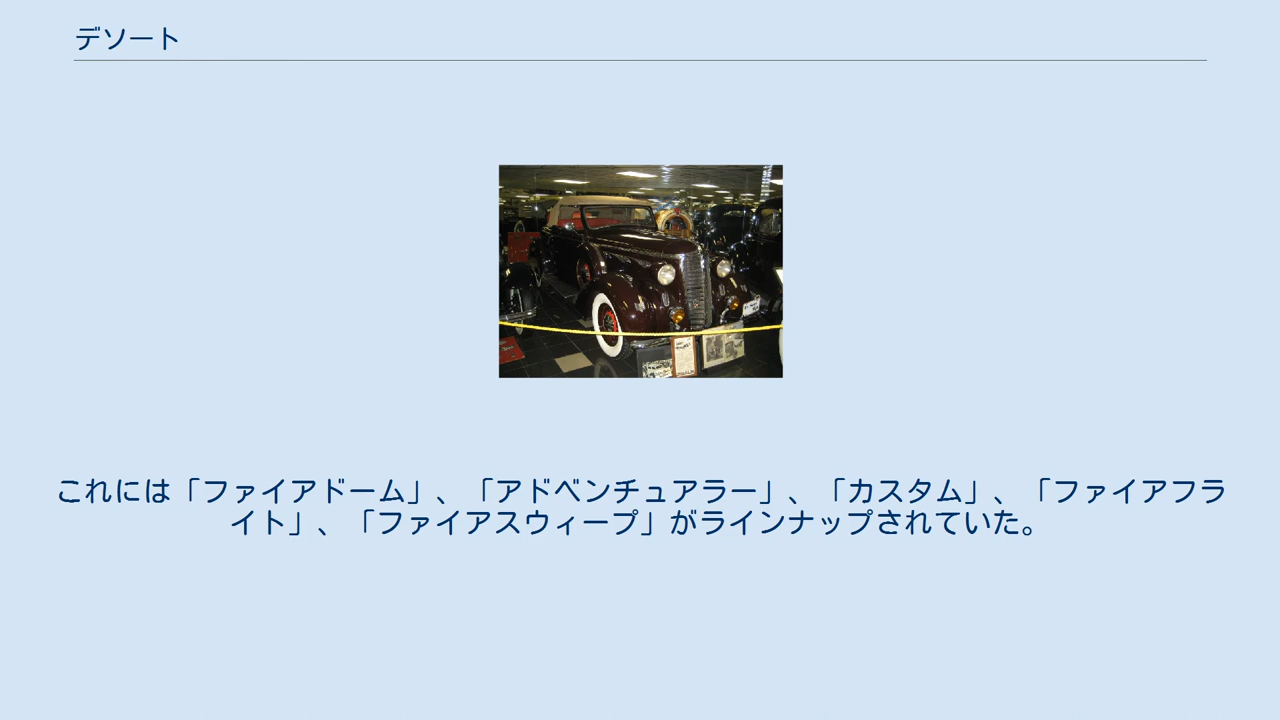 デソート
これには「ファイアドーム」、「アドベンチュアラー」、「カスタム」、「ファイアフラ
イト」、「ファイアスウィープ」がラインナップされていた。